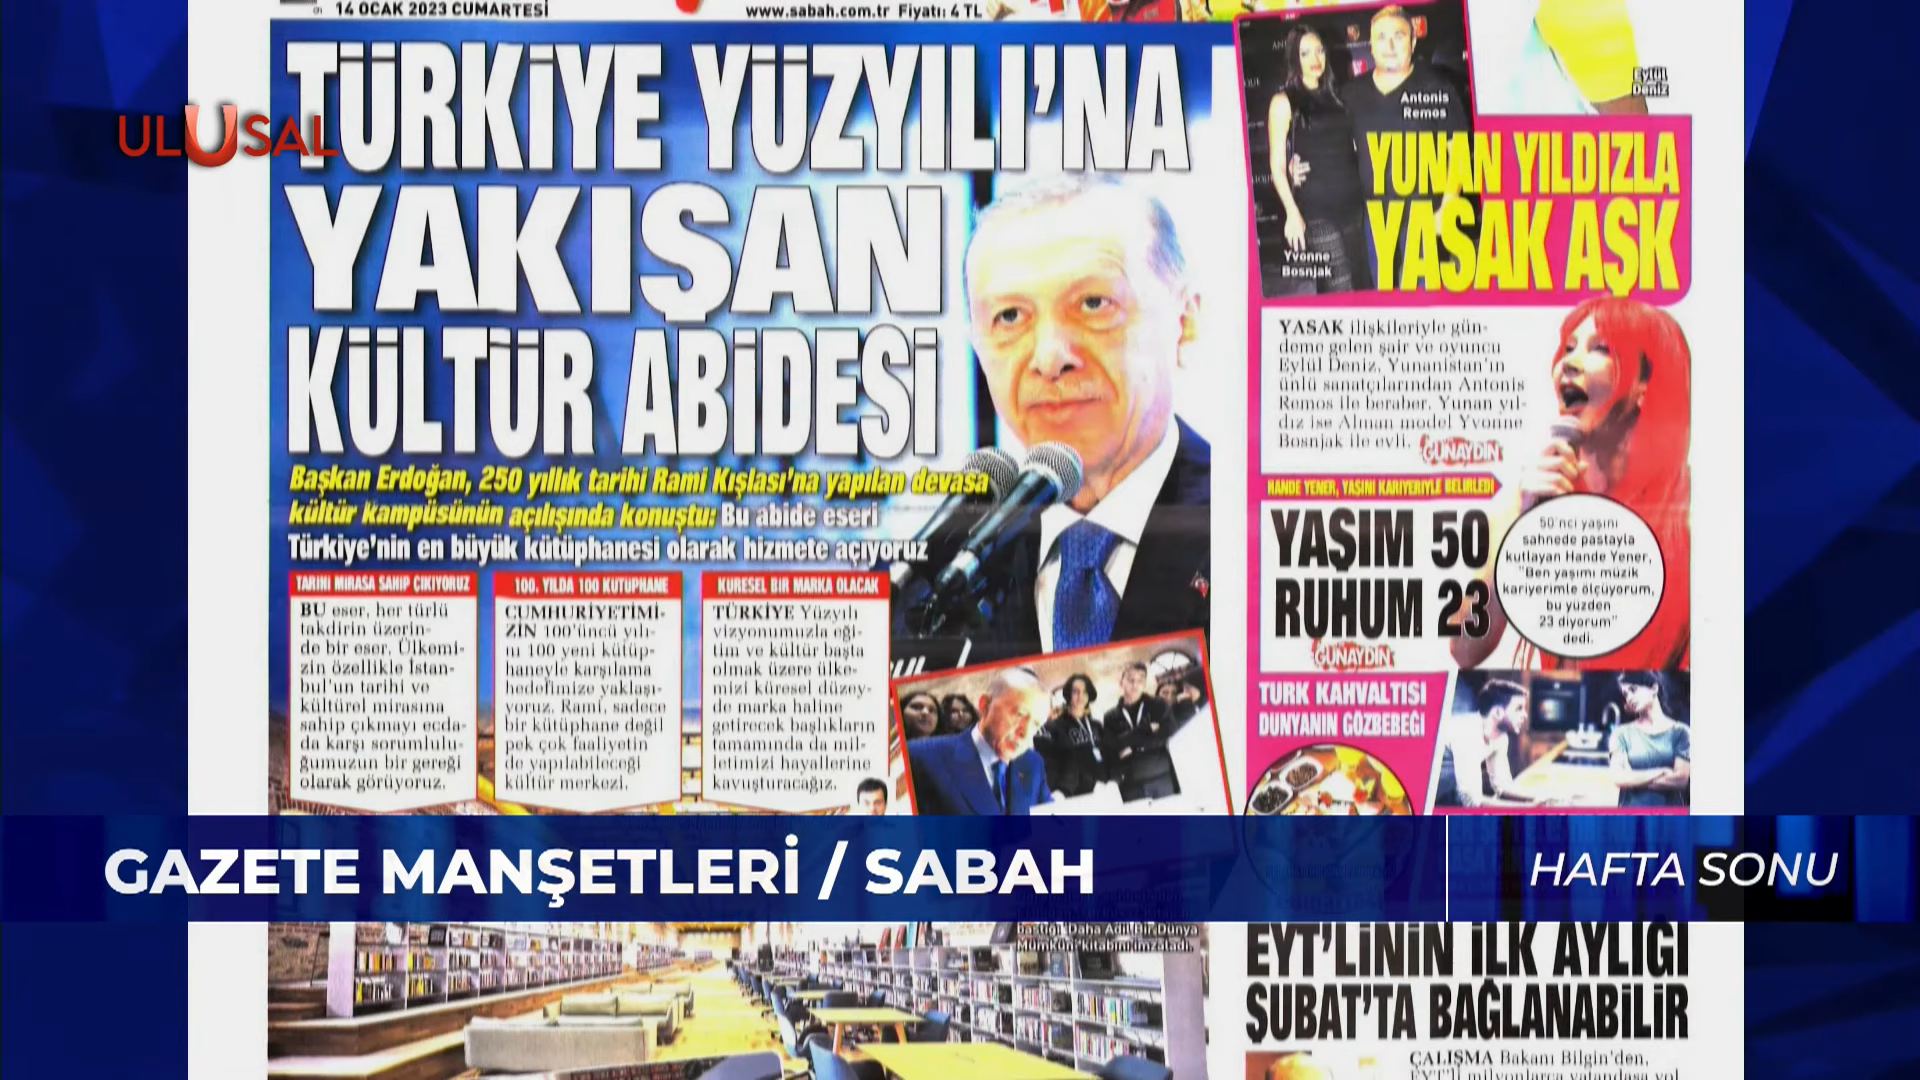 14 OCAK 2023 CUMARTESİ
www.sabah.com.tr Fiyatı: 4 TL
ULUSAL
TÜRKİYE YÜZYILI'NA
YAKIŞAN
KÜLTÜR ABİDESİ
Başkan Erdoğan, 250 yıllık tarihi Rami Kışlası'na yapılan devasa
kültür kampüsünün açılışında konuştu: Bu abide eseri
Türkiye'nin en büyük kütüphanesi olarak hizmete açıyoruz
TARİHİ MİRASA SAHİP ÇIKIYORUZ
BU eser, her türlü
takdirin üzerin-
de bir eser. Ülkemi-
zin özellikle İstan-
bul'un tarihi ve
kültürel mirasına
sahip çıkmayı ecda-
da karşı sorumlulu-
ğumuzun bir gereği
olarak görüyoruz.
100. YILDA 100 KÜTÜPHANE
CUMHURİYETİMİ-
ZİN 100'üncü yılı-
nı 100 yeni kütüp-
haneyle karşılama
hedefimize yaklaşı-
yoruz. Rami, sadece
bir kütüphane değil
pek çok faaliyetin
de yapılabileceği
kültür merkezi.
KÜRESEL BİR MARKA OLACAK
TÜRKİYE Yüzyılı
vizyonumuzla eği-
tim ve kültür başta
olmak üzere ülke-
mizi küresel düzey-
de marka haline
getirecek başlıkların
tamamında da mil-
letimizi hayallerine
kavuşturacağız.
Eylül
Deniz
Antonis
Remos
Yvonne
Bosnjak
YUNAN YILDIZLA
YASAK AŞK
YASAK ilişkileriyle gün-
deme gelen şair ve oyuncu
Eylül Deniz, Yunanistan'ın
ünlü sanatçılarından Antonis
Remos ile beraber. Yunan yıl-
dız ise Alman model Yvonne
Bosnjak ile evli.
GÜNAYDIN
HANDE YENER, YAŞINI KARİYERİYLE BELİRLEDİ
YAŞIM 50
RUHUM 23
GÜNAYDIN
50'nci yaşını
sahnede pastayla
kutlayan Hande Yener,
"Ben yaşımı müzik
kariyerimle ölçüyorum,
bu yüzden
23 diyorum"
dedi.
TÜRK KAHVALTISI
DÜNYANIN GÖZBEBEĞİ
GAZETE MANŞETLERİ / SABAH
HAFTA SONU
'Daha Adil Bir Dünya
Mümkün' kitabını imzaladı.
EYT'LİNİN İLK AYLIĞI
ŞUBAT'TA BAĞLANABİLİR
ÇALIŞMA Bakanı Bilgin'den,